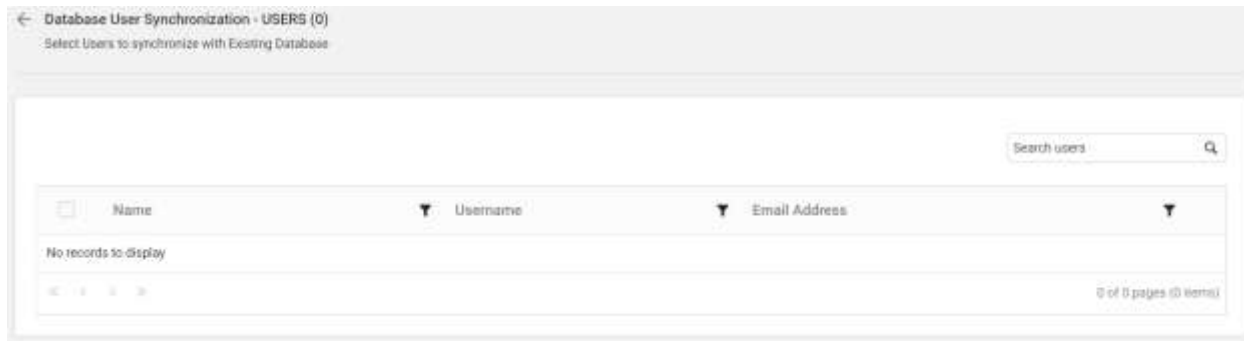 Database User Synchronization - USERS (0)
Select Users to synchronize with Existing Database
Search users
Name Username Email Address
No records to display
0 of 0 pages (0 items)